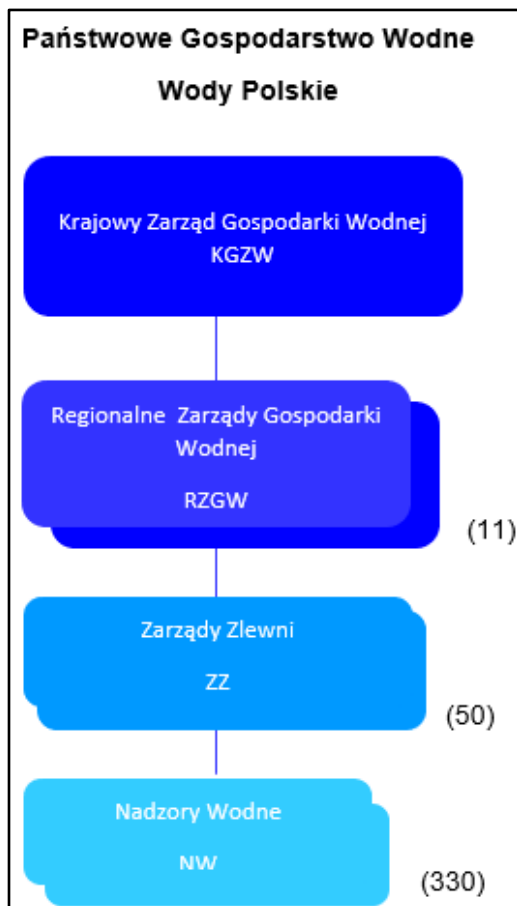 Państwowe Gospodarstwo Wodne
Wody Polskie
Krajowy Zarząd Gospodarki Wodnej
KGZW
Regionalne Zarządy Gospodarki
Wodnej
RZGW
(11)
Zarządy Zlewni
ZZ
(50)
Nadzory Wodne
NW
(330)